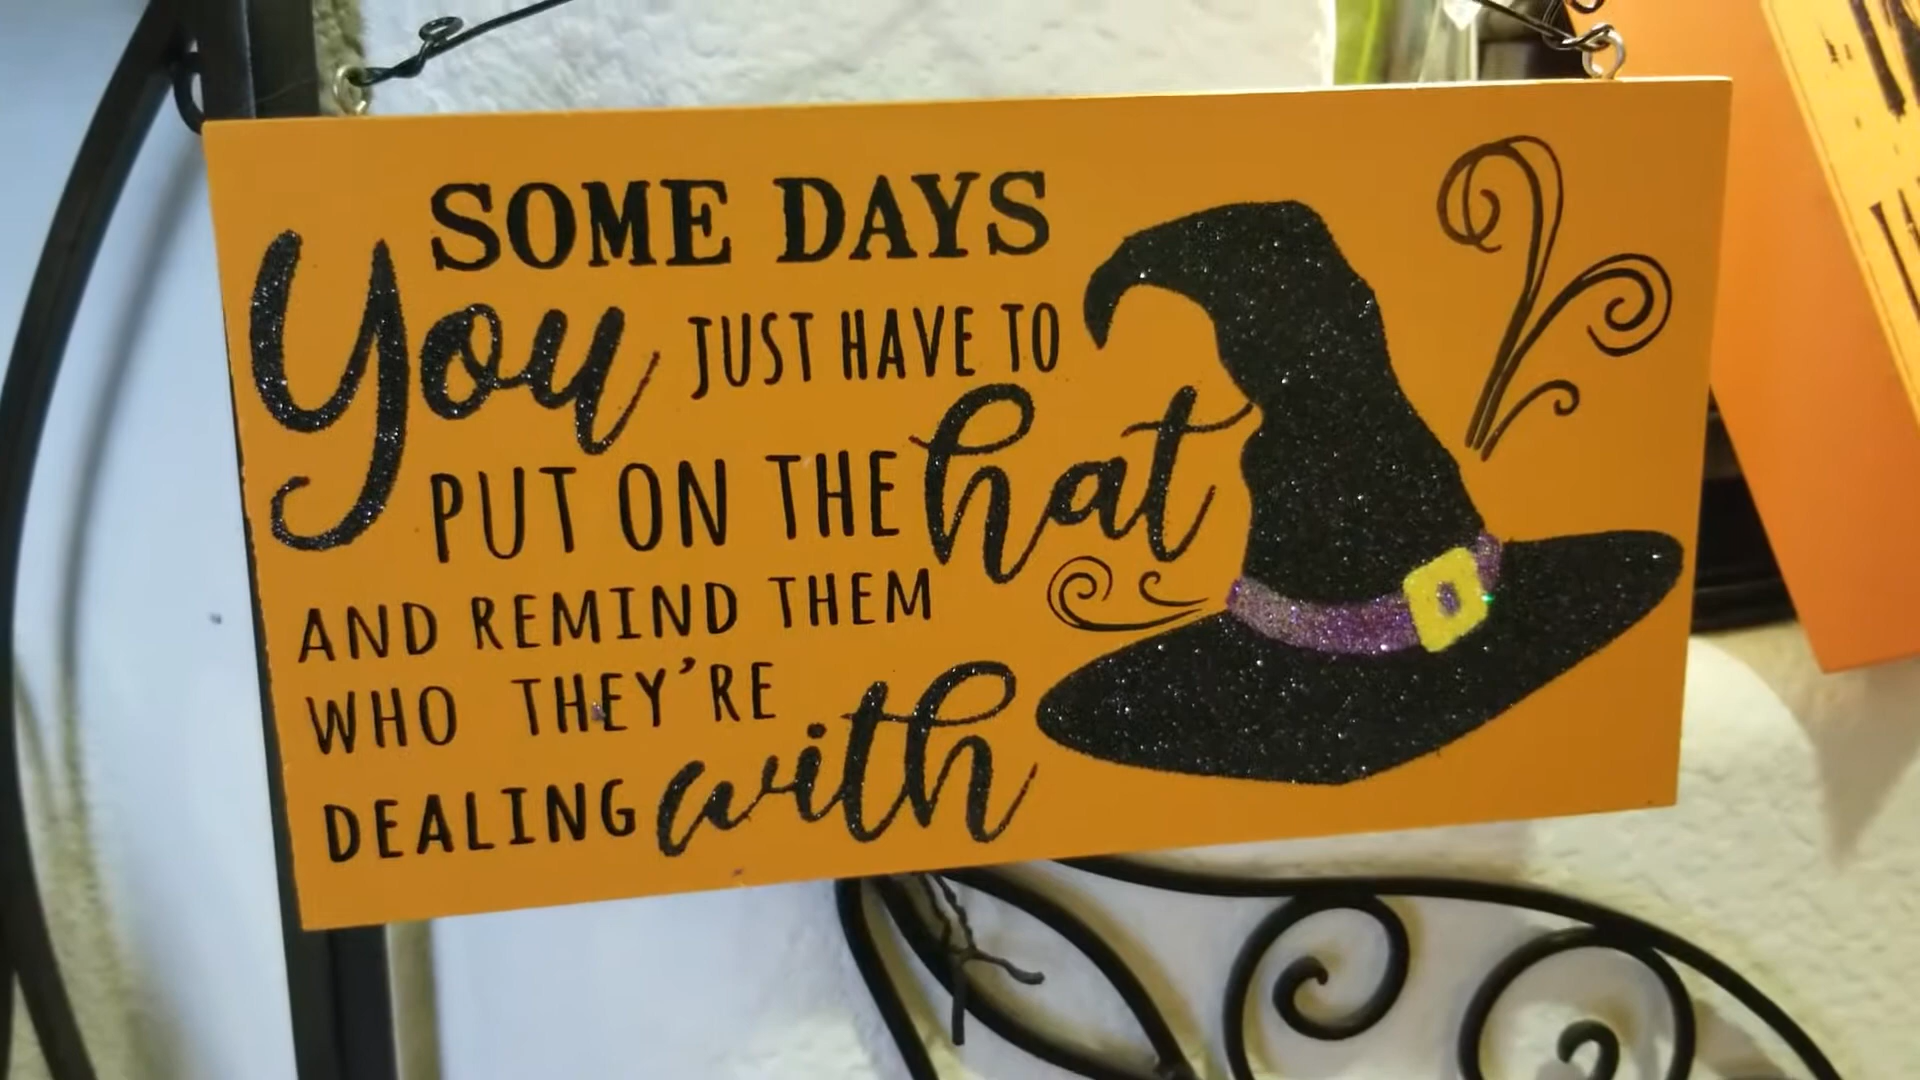 SOME DAYS
you JUST HAVE TO
PUT ON THE hat
AND REMIND THEM
WHO THEY'RE
DEALING with